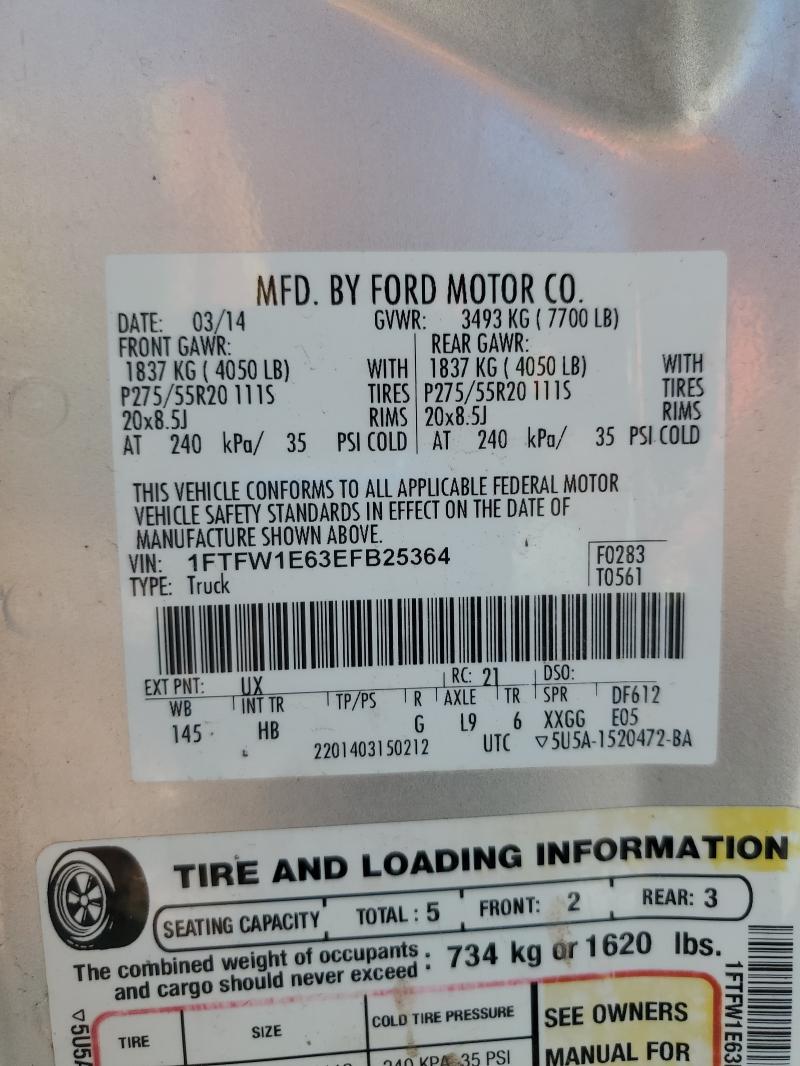 MFD. BY FORD MOTOR CO.
DATE: 03/14 GVWR: 3493 KG ( 7700 LB)
FRONT GAWR: REAR GAWR:
1837 KG ( 4050 LB) WITH 1837 KG ( 4050 LB) WITH
P275/55R20 111S TIRES P275/55R20 111S TIRES
20x8.5J RIMS 20x8.5J RIMS
AT 240 kPa/ 35 PSI COLD AT 240 kPa/ 35 PSI COLD
THIS VEHICLE CONFORMS TO ALL APPLICABLE FEDERAL MOTOR
VEHICLE SAFETY STANDARDS IN EFFECT ON THE DATE OF
MANUFACTURE SHOWN ABOVE.
VIN: 1FTFW1E63EFB25364 F0283
TYPE: Truck T0561
EXT PNT: UX RC: 21 DSO:
WB INT TR TP/PS R AXLE TR SPR DF612
145 HB G L9 6 XXGG E05
2201403150212 UTC ▽5U5A-1520472-BA
TIRE AND LOADING INFORMATION
SEATING CAPACITY TOTAL : 5 FRONT: 2 REAR: 3
The combined weight of occupants
and cargo should never exceed : 734 kg or 1620 lbs.
TIRE SIZE COLD TIRE PRESSURE SEE OWNERS
240 KPA 35 PSI MANUAL FOR
▽5U5A
1FTFW1E63